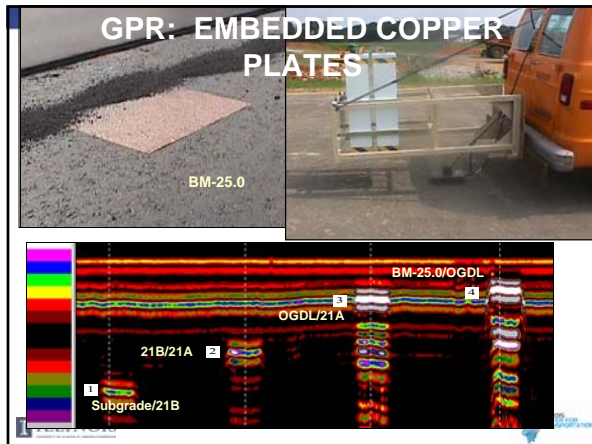 GPR: EMBEDDED COPPER
PLATES
BM-25.0
BM-25.0/OGDL
4
3
OGDL/21A
21B/21A
2
1
Subgrade/21B
ILLINOIS